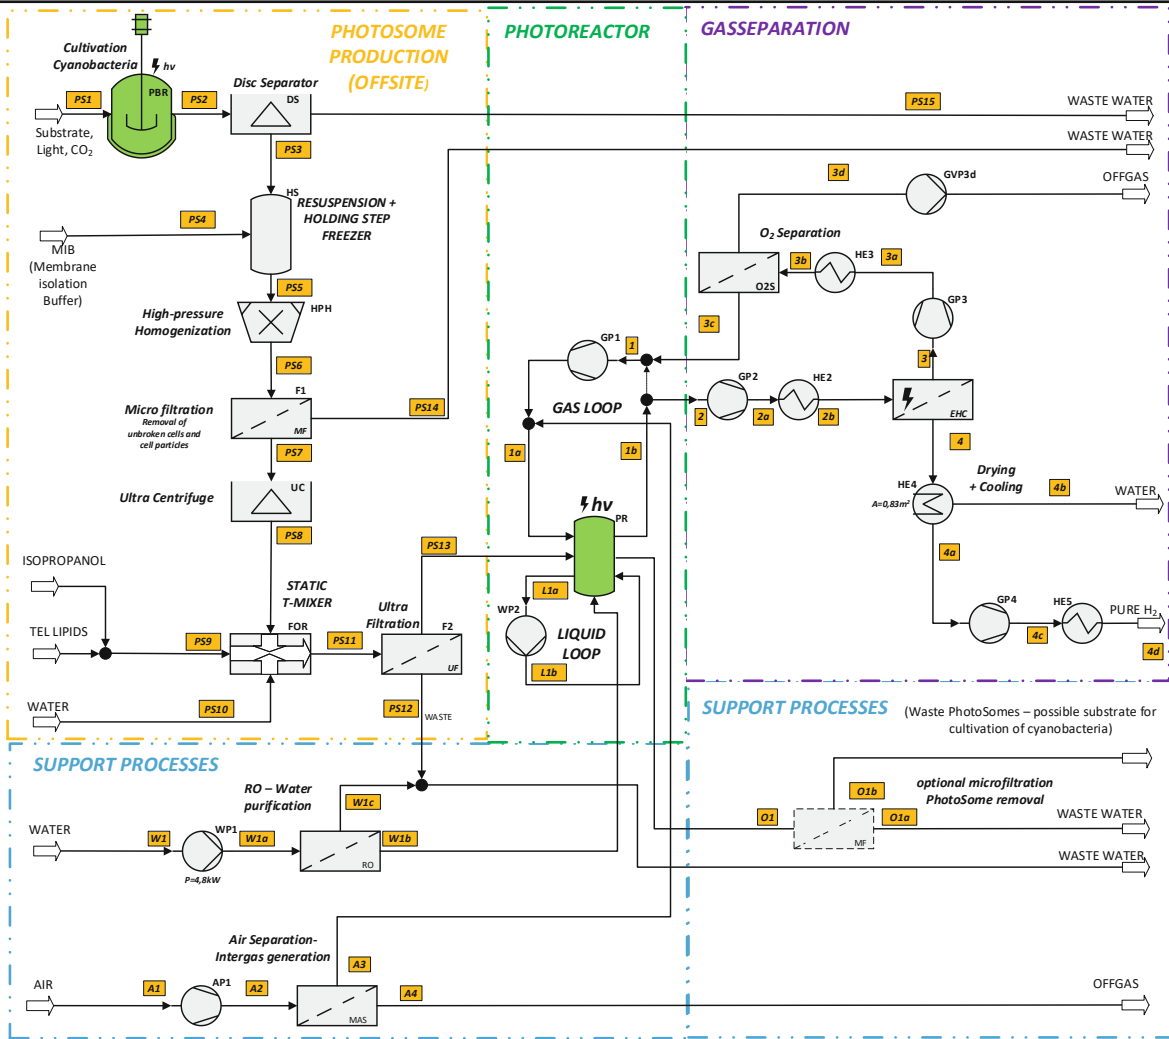 PHOTOSOME
PRODUCTION
(OFFSITE)
PHOTOREACTOR
GASSEPARATION
Cultivation
Cyanobacteria
hv
PBR
PS1
PS2
Substrate,
Light, CO2
Disc Separator
DS
PS3
PS15
WASTE WATER
WASTE WATER
HS
RESUSPENSION +
HOLDING STEP
FREEZER
PS4
MIB
(Membrane
isolation
Buffer)
PS5
HPH
High-pressure
Homogenization
PS6
F1
MF
Micro filtration
Removal of
unbroken cells and
cell particles
PS14
PS7
UC
Ultra Centrifuge
PS8
ISOPROPANOL
TEL LIPIDS
PS9
STATIC
T-MIXER
FOR
PS11
WATER
PS10
Ultra
Filtration
F2
UF
PS13
PS12
WASTE
GP1
1
GAS LOOP
1a
1b
hv
PR
L1a
WP2
LIQUID
LOOP
L1b
3d
GVP3d
OFFGAS
O2 Separation
O2S
3b
HE3
3a
3c
GP3
3
2
GP2
2a
HE2
2b
EHC
4
HE4
A=0,83m²
Drying
+ Cooling
4b
WATER
4a
GP4
4c
HE5
PURE H2
4d
SUPPORT PROCESSES
(Waste PhotoSomes – possible substrate for
cultivation of cyanobacteria)
optional microfiltration
PhotoSome removal
O1
O1b
O1a
MF
WASTE WATER
WASTE WATER
SUPPORT PROCESSES
RO – Water
purification
W1c
WATER
W1
WP1
P=4,8kW
W1a
RO
W1b
Air Separation-
Intergas generation
A3
AIR
A1
AP1
A2
MAS
A4
OFFGAS